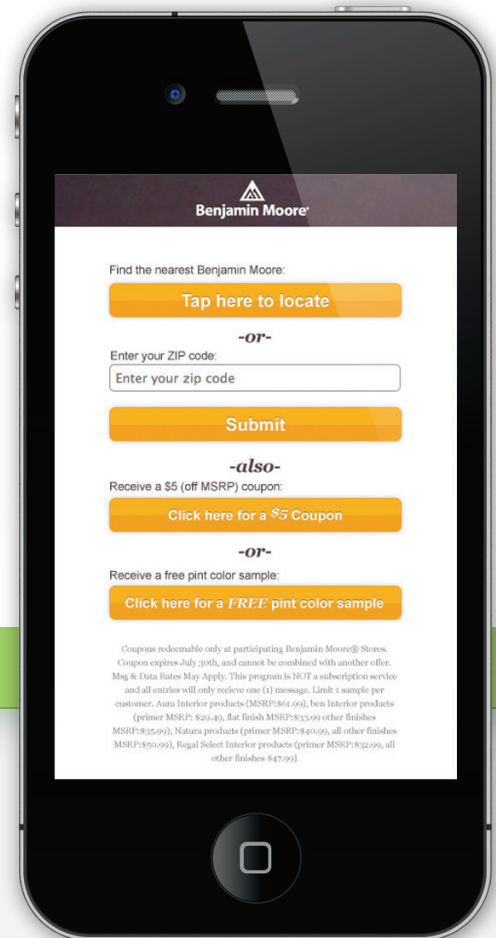 Benjamin Moore®
Find the nearest Benjamin Moore:
Tap here to locate
-or-
Enter your ZIP code:
Enter your zip code
Submit
-also-
Receive a $5 (off MSRP) coupon:
Click here for a $5 Coupon
-or-
Receive a free pint color sample:
Click here for a FREE pint color sample
Coupons redeemable only at participating Benjamin Moore® Stores.
Coupon expires July 30th, and cannot be combined with another offer.
Msg & Data Rates May Apply. This program is NOT a subscription service
and all entries will only recieve one (1) message. Limit 1 sample per
customer. Aura Interior products (MSRP:$61.99), ben Interior products
(primer MSRP: $29.49, flat finish MSRP:$33.99 other finishes
MSRP:$35.99), Natura products (primer MSRP:$40.99, all other finishes
MSRP:$50.99), Regal Select Interior products (primer MSRP:$32.99, all
other finishes $47.99)